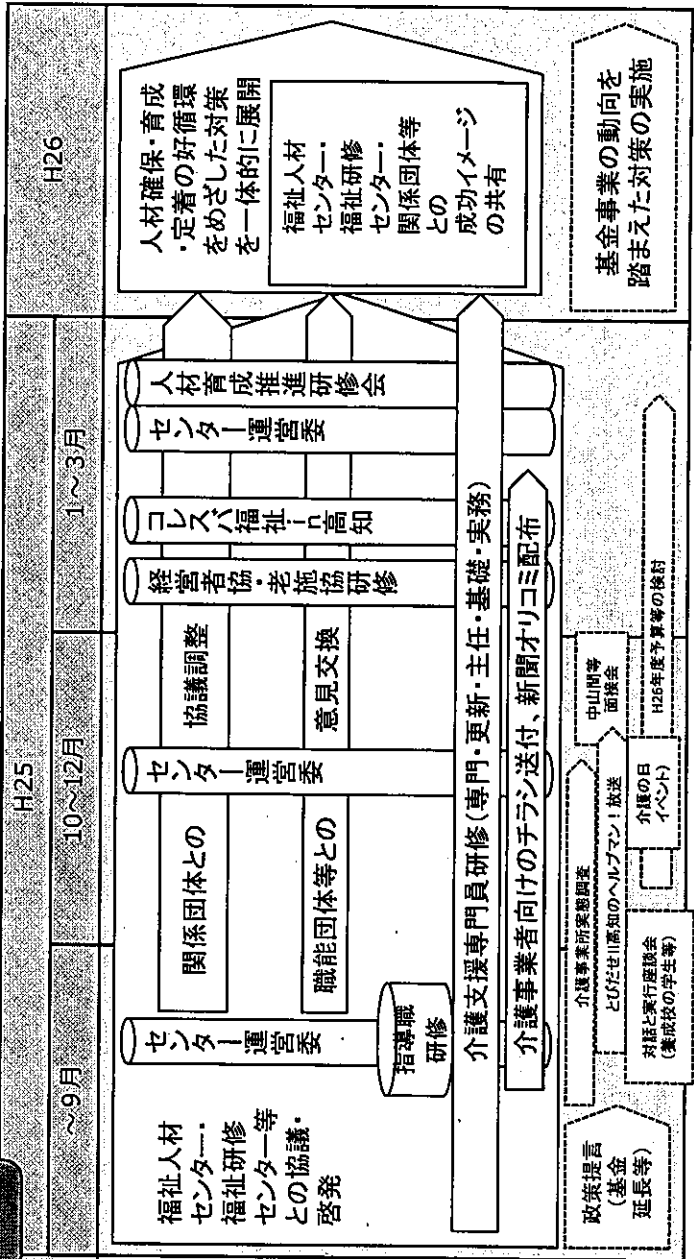 H25
H26
~9月
10~12月
1~3月
福祉人材
センター・
福祉研修
センター等
との協議・
啓発
センター運営委
指導職
研修
関係団体との
協議調整
職能団体等との
意見交換
センター運営委
経営者協・老施協研修
コレズバ福祉in高知
センター運営委
人材育成推進研修会
介護支援専門員研修(専門・更新・主任・基礎・実務)
介護事業者向けのチラシ送付、新聞オリコミ配布
人材確保・育成
・定着の好循環
をめざした対策
を一体的に展開
福祉人材
センター・
福祉研修
センター・
関係団体等
との
成功イメージ
の共有
政策提言
(基金
延長等)
介護事業所実態調査
とびだせ!!高知のヘルプマン!放送
対話と実行座談会
(養成校の学生等)
介護の日
イベント)
中山間等
面接会
H26年度予算等の検討
基金事業の動向を
踏まえた対策の実施